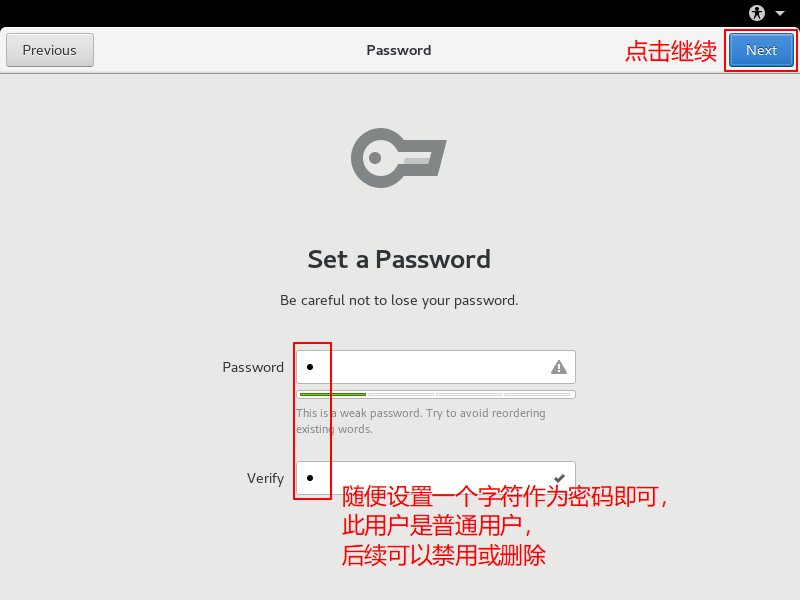 Previous
Password
点击继续
Next
Set a Password
Be careful not to lose your password.
Password
This is a weak password. Try to avoid reordering
existing words.
Verify
随便设置一个字符作为密码即可，
此用户是普通用户，
后续可以禁用或删除